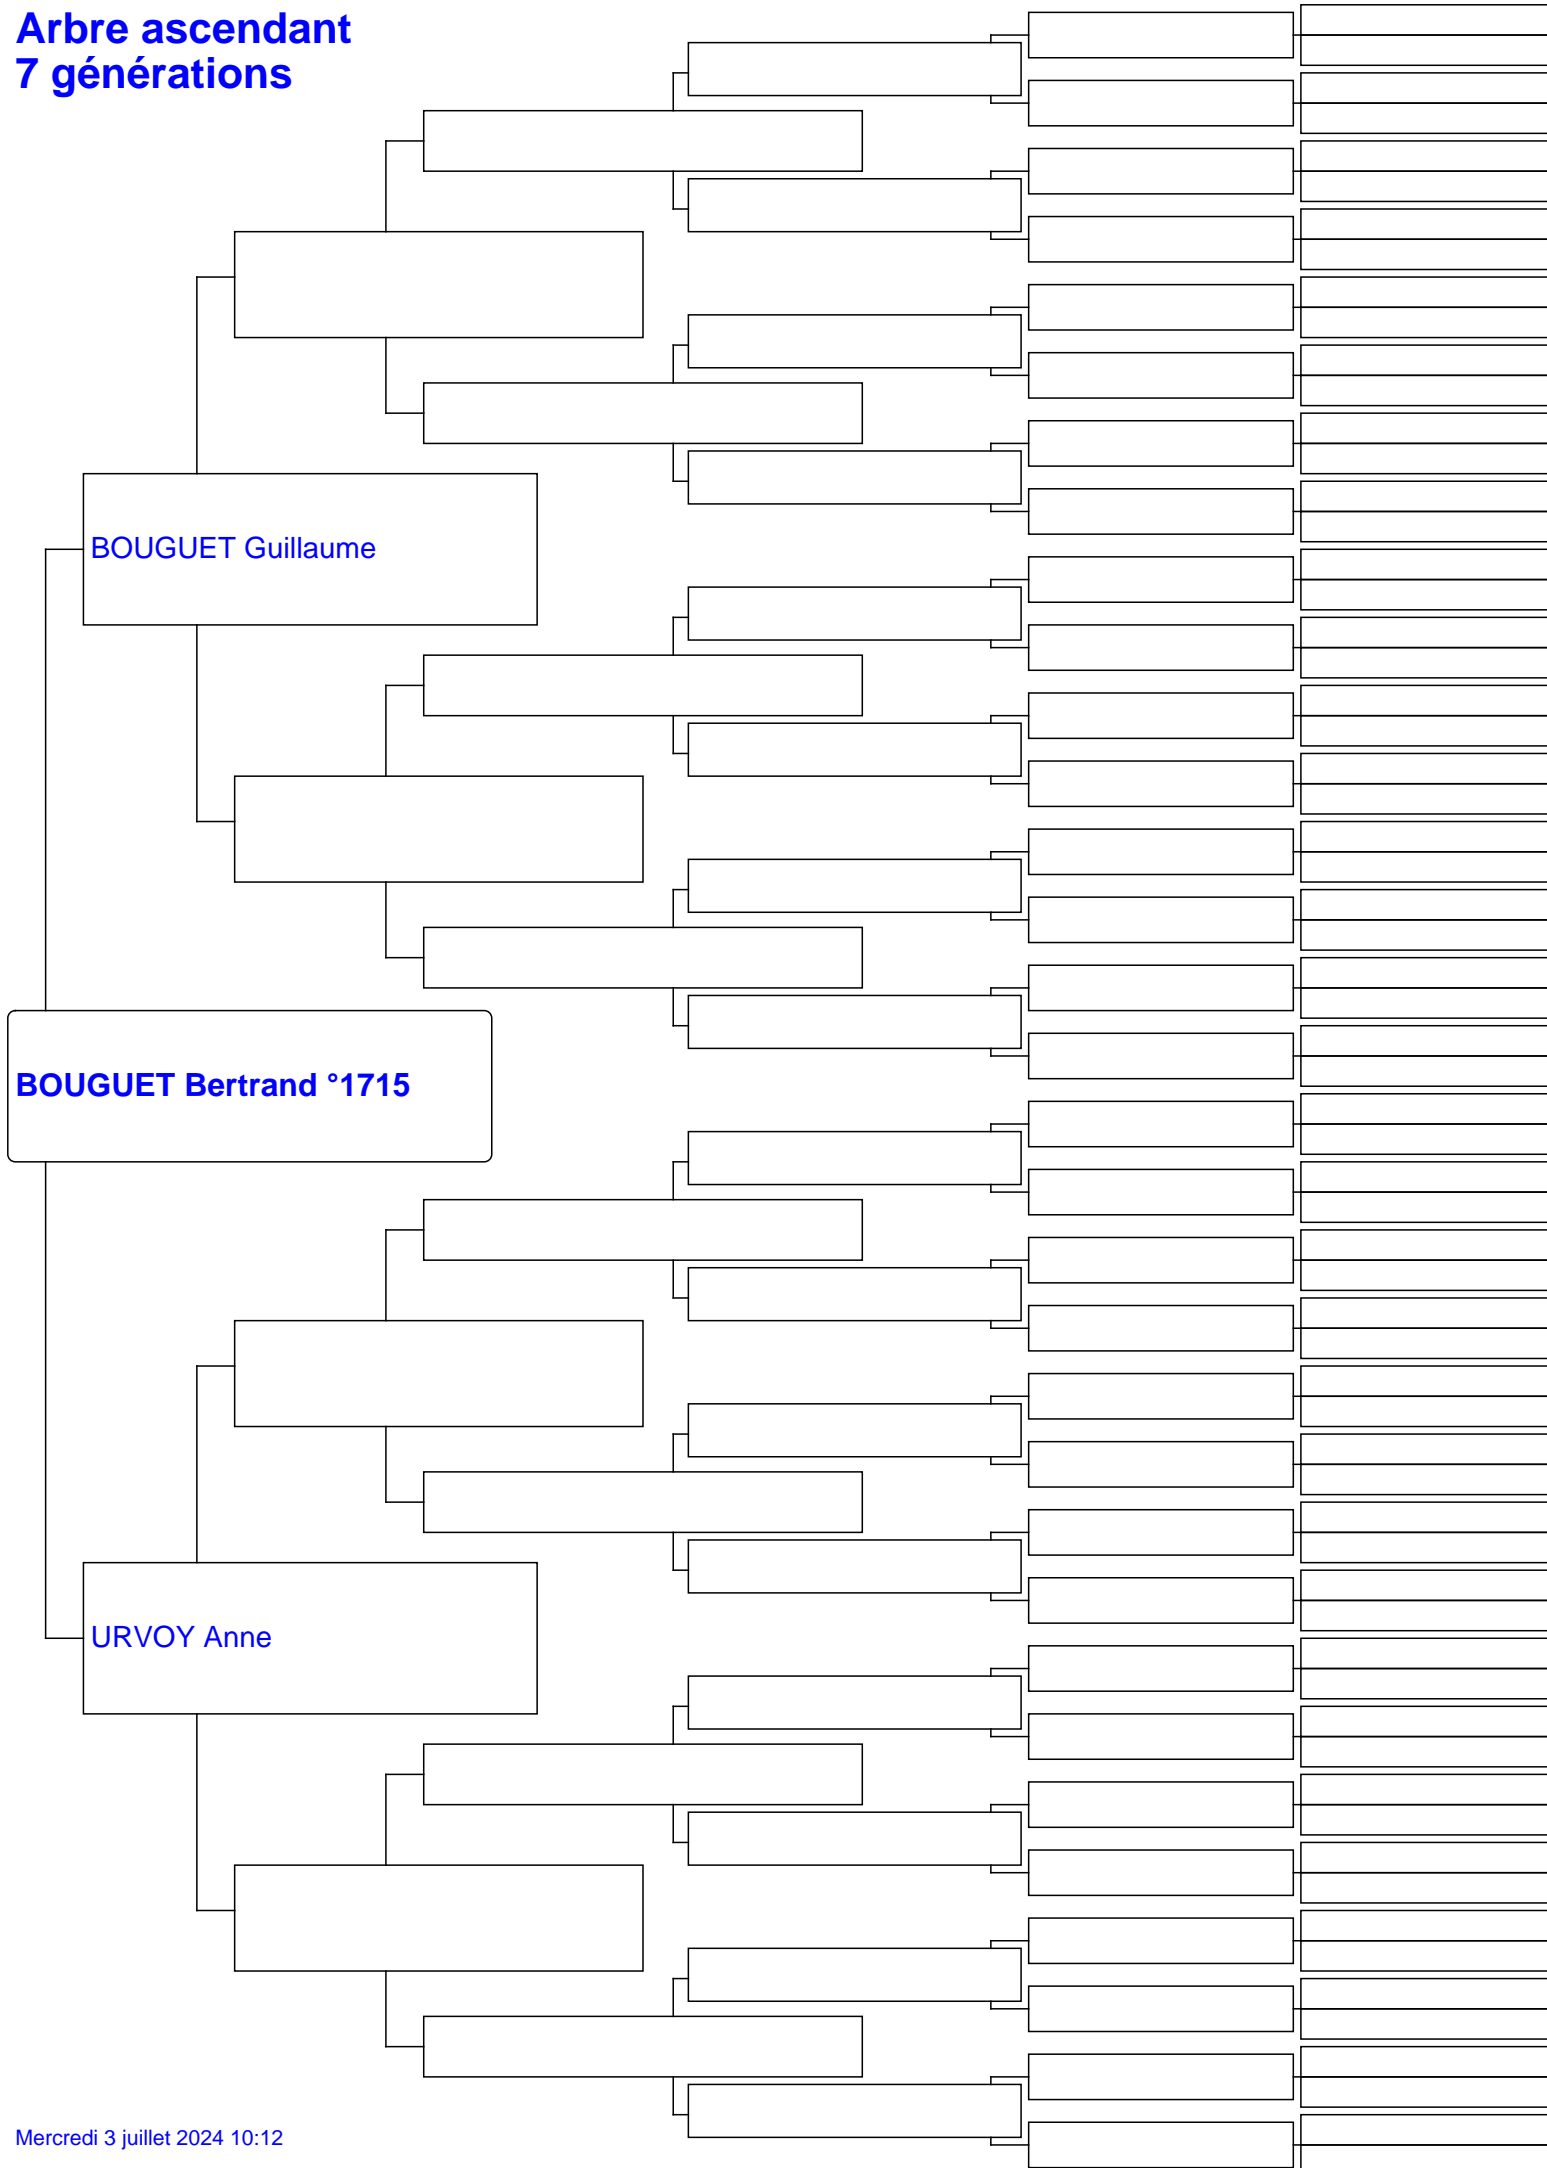 Arbre ascendant
7 générations
BOUGUET Guillaume
BOUGUET Bertrand °1715
URVOY Anne
Mercredi 3 juillet 2024 10:12